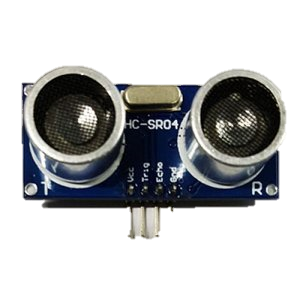 HC-SR04
T
Vcc
Trig
Echo
Gnd
R